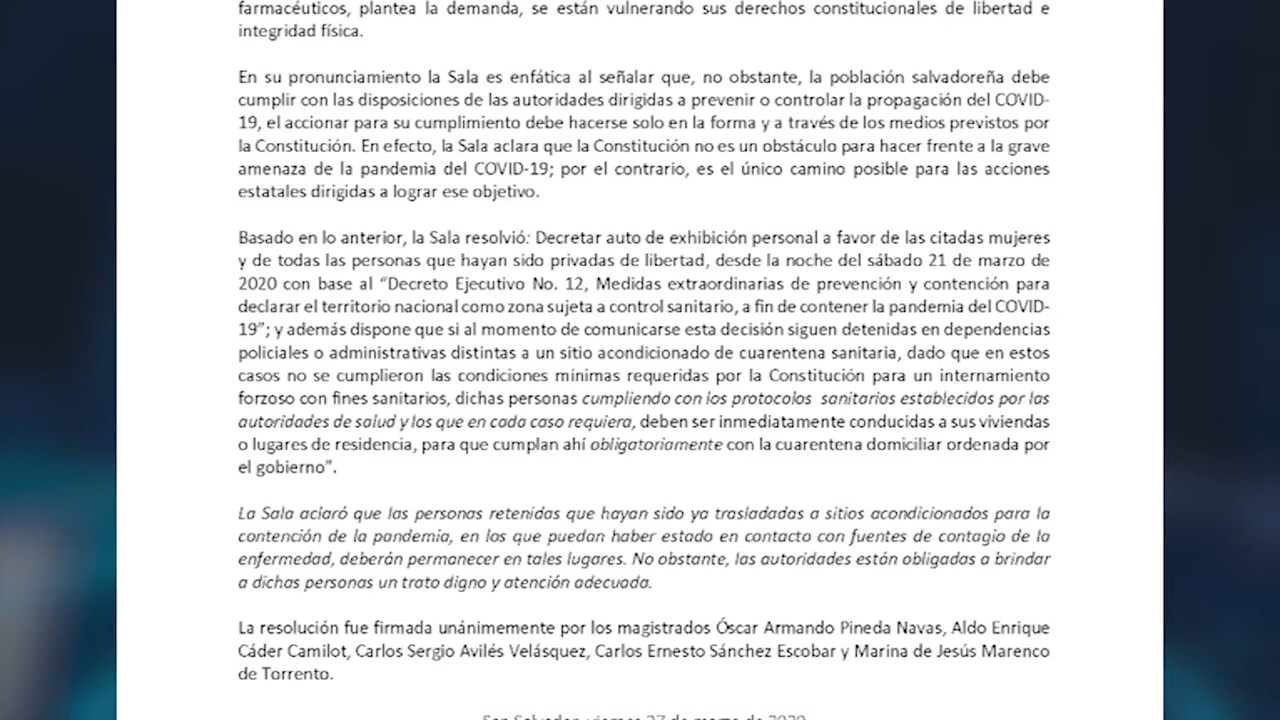 farmacéuticos, plantea la demanda, se están vulnerando sus derechos constitucionales de libertad e
integridad física.
En su pronunciamiento la Sala es enfática al señalar que, no obstante, la población salvadoreña debe
cumplir con las disposiciones de las autoridades dirigidas a prevenir o controlar la propagación del COVID-
19, el accionar para su cumplimiento debe hacerse solo en la forma y a través de los medios previstos por
la Constitución. En efecto, la Sala aclara que la Constitución no es un obstáculo para hacer frente a la grave
amenaza de la pandemia del COVID-19; por el contrario, es el único camino posible para las acciones
estatales dirigidas a lograr ese objetivo.
Basado en lo anterior, la Sala resolvió: Decretar auto de exhibición personal a favor de las citadas mujeres
y de todas las personas que hayan sido privadas de libertad, desde la noche del sábado 21 de marzo de
2020 con base al “Decreto Ejecutivo No. 12, Medidas extraordinarias de prevención y contención para
declarar el territorio nacional como zona sujeta a control sanitario, a fin de contener la pandemia del COVID-
19”; y además dispone que si al momento de comunicarse esta decisión siguen detenidas en dependencias
policiales o administrativas distintas a un sitio acondicionado de cuarentena sanitaria, dado que en estos
casos no se cumplieron las condiciones mínimas requeridas por la Constitución para un internamiento
forzoso con fines sanitarios, dichas personas cumpliendo con los protocolos sanitarios establecidos por las
autoridades de salud y los que en cada caso requiera, deben ser inmediatamente conducidas a sus viviendas
o lugares de residencia, para que cumplan ahí obligatoriamente con la cuarentena domiciliar ordenada por
el gobierno”.
La Sala aclaró que las personas retenidas que hayan sido ya trasladadas a sitios acondicionados para la
contención de la pandemia, en los que puedan haber estado en contacto con fuentes de contagio de la
enfermedad, deberán permanecer en tales lugares. No obstante, las autoridades están obligadas a brindar
a dichas personas un trato digno y atención adecuada.
La resolución fue firmada unánimemente por los magistrados Óscar Armando Pineda Navas, Aldo Enrique
Cáder Camilot, Carlos Sergio Avilés Velásquez, Carlos Ernesto Sánchez Escobar y Marina de Jesús Marenco
de Torrento.
San Salvador, viernes 27 de marzo de 2020